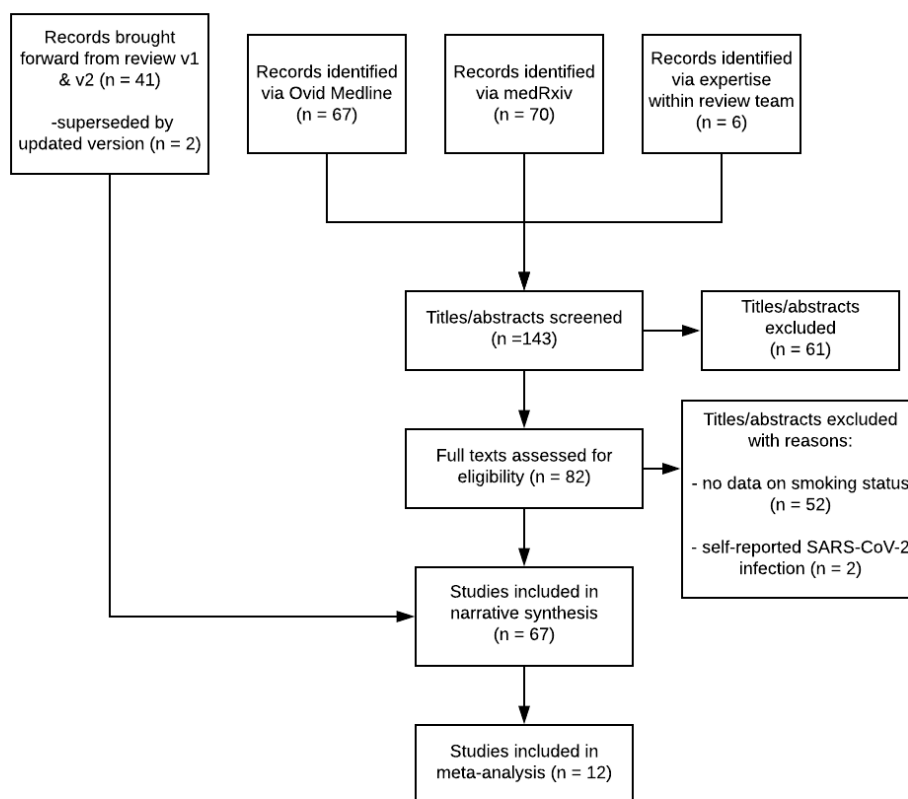 Records brought
forward from review v1
& v2 (n = 41)
-superseded by
updated version (n = 2)
Records identified
via Ovid Medline
(n = 67)
Records identified
via medRxiv
(n = 70)
Records identified
via expertise
within review team
(n = 6)
Titles/abstracts screened
(n =143)
Titles/abstracts
excluded
(n = 61)
Full texts assessed for
eligibility (n = 82)
Titles/abstracts excluded
with reasons:
- no data on smoking status
(n = 52)
- self-reported SARS-CoV-2
infection (n = 2)
Studies included in
narrative synthesis
(n = 67)
Studies included in
meta-analysis (n = 12)